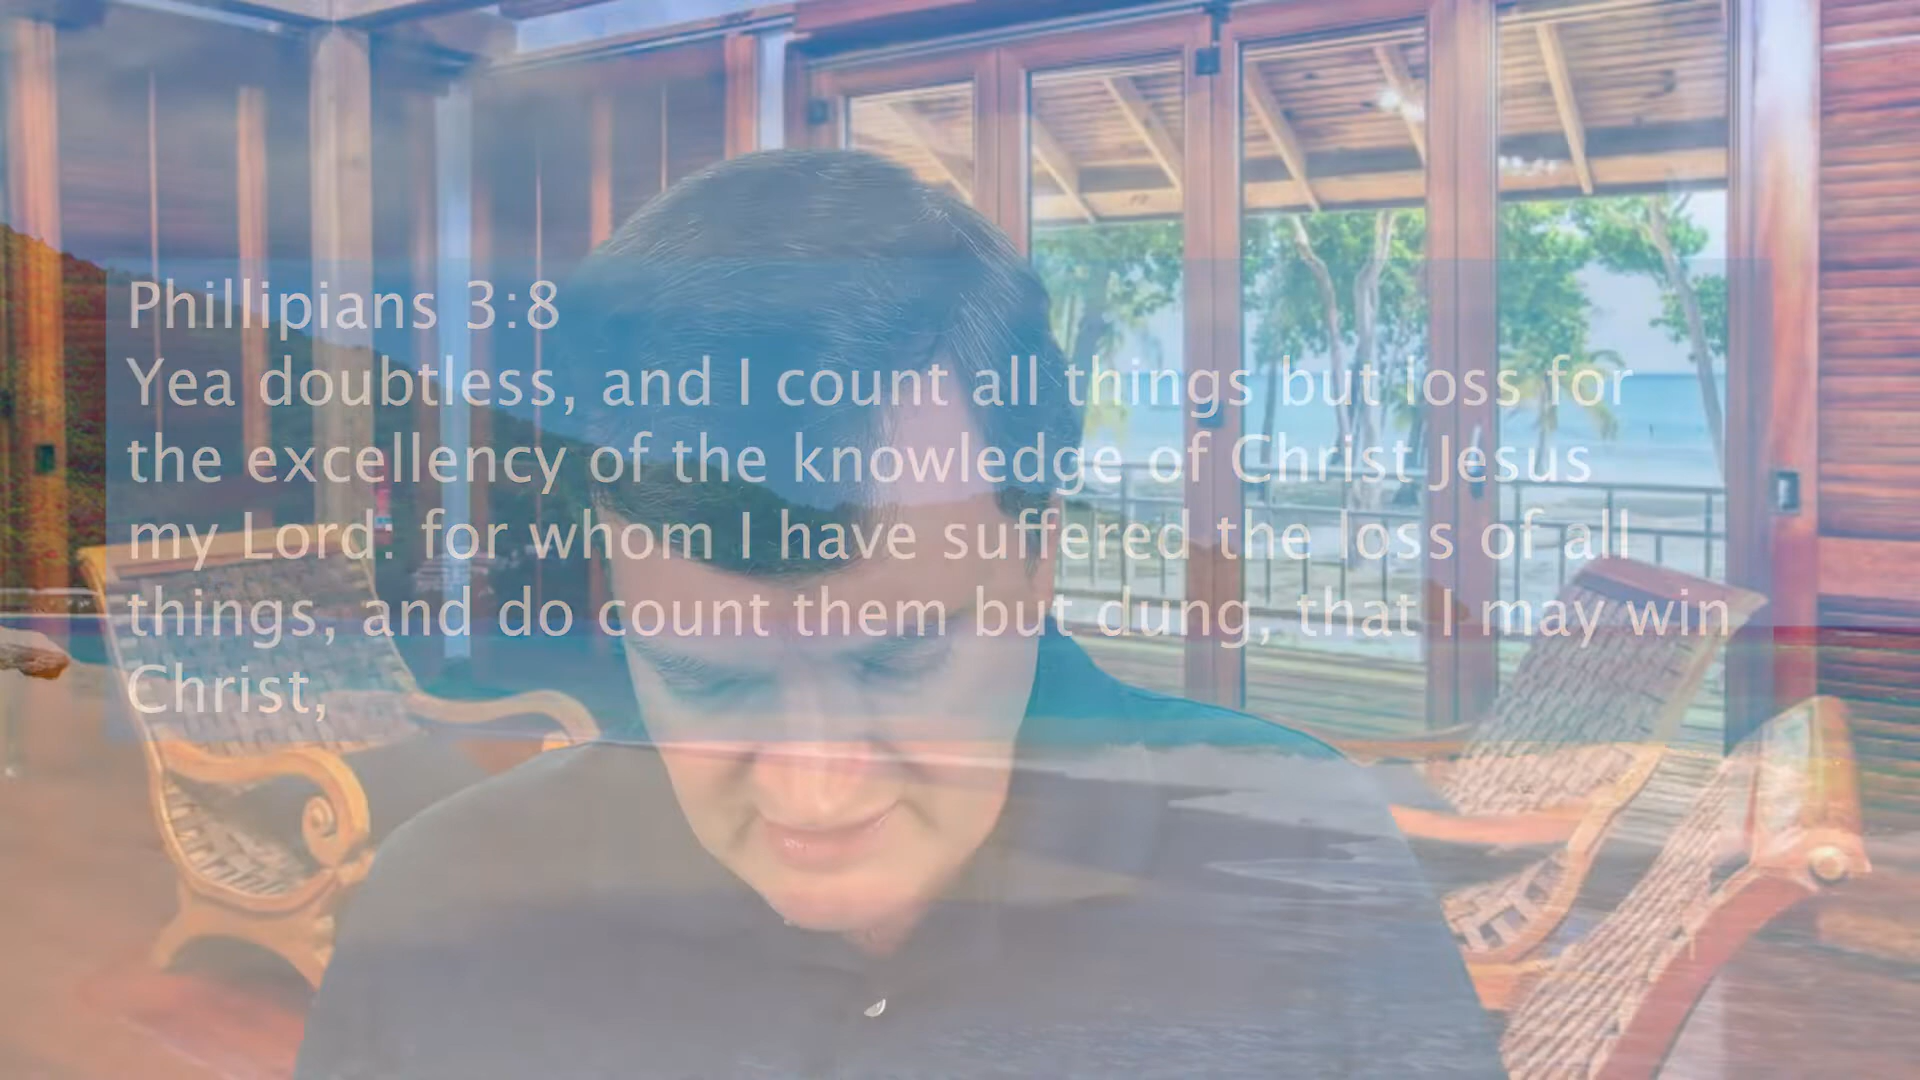 Phillipians 3:8
Yea doubtless, and I count all things but loss for
the excellency of the knowledge of Christ Jesus
my Lord: for whom I have suffered the loss of all
things, and do count them but dung, that I may win
Christ,